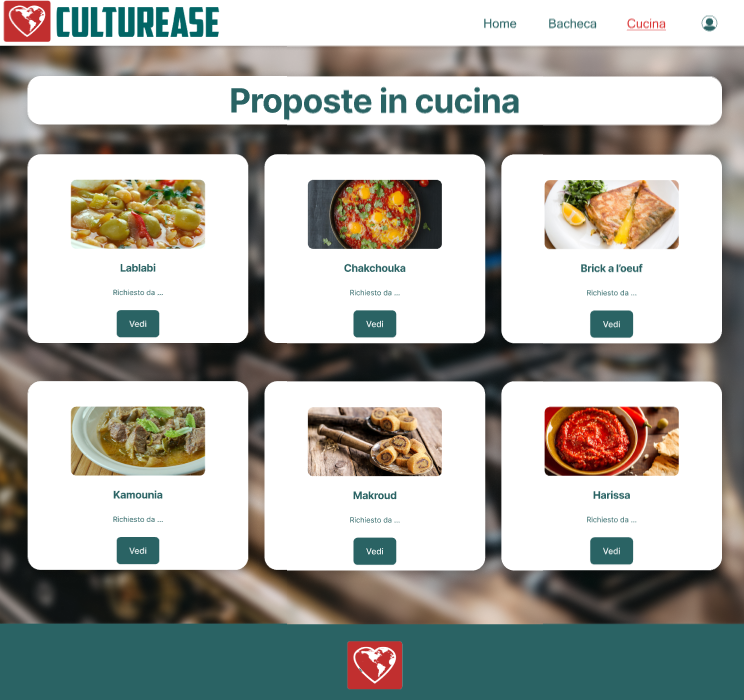 CULTUREASE
Home Bacheca Cucina
Proposte in cucina
Lablabi
Richiesto da ...
Vedi
Chakchouka
Richiesto da ...
Vedi
Brick a l'oeuf
Richiesto da ...
Vedi
Kamounia
Richiesto da ...
Vedi
Makroud
Richiesto da ...
Vedi
Harissa
Richiesto da ...
Vedi